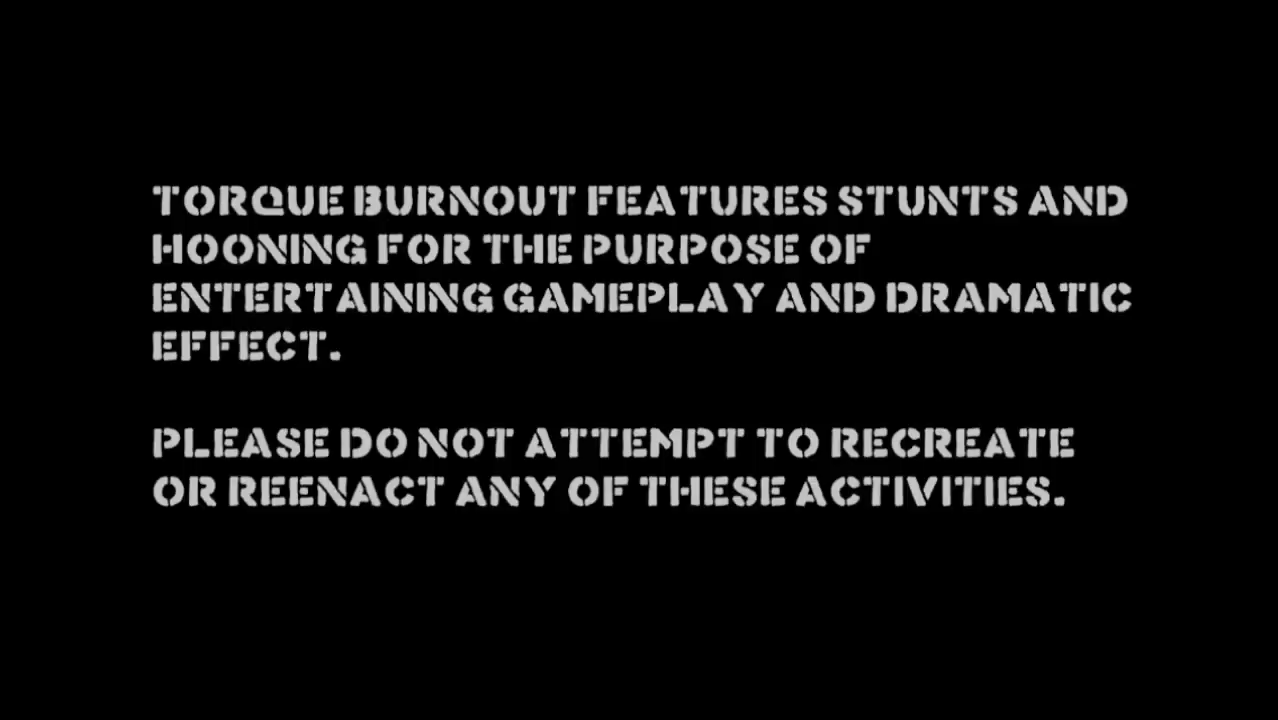 TORQUE BURNOUT FEATURES STUNTS AND
HOONING FOR THE PURPOSE OF
ENTERTAINING GAMEPLAY AND DRAMATIC
EFFECT.
PLEASE DO NOT ATTEMPT TO RECREATE
OR REENACT ANY OF THESE ACTIVITIES.